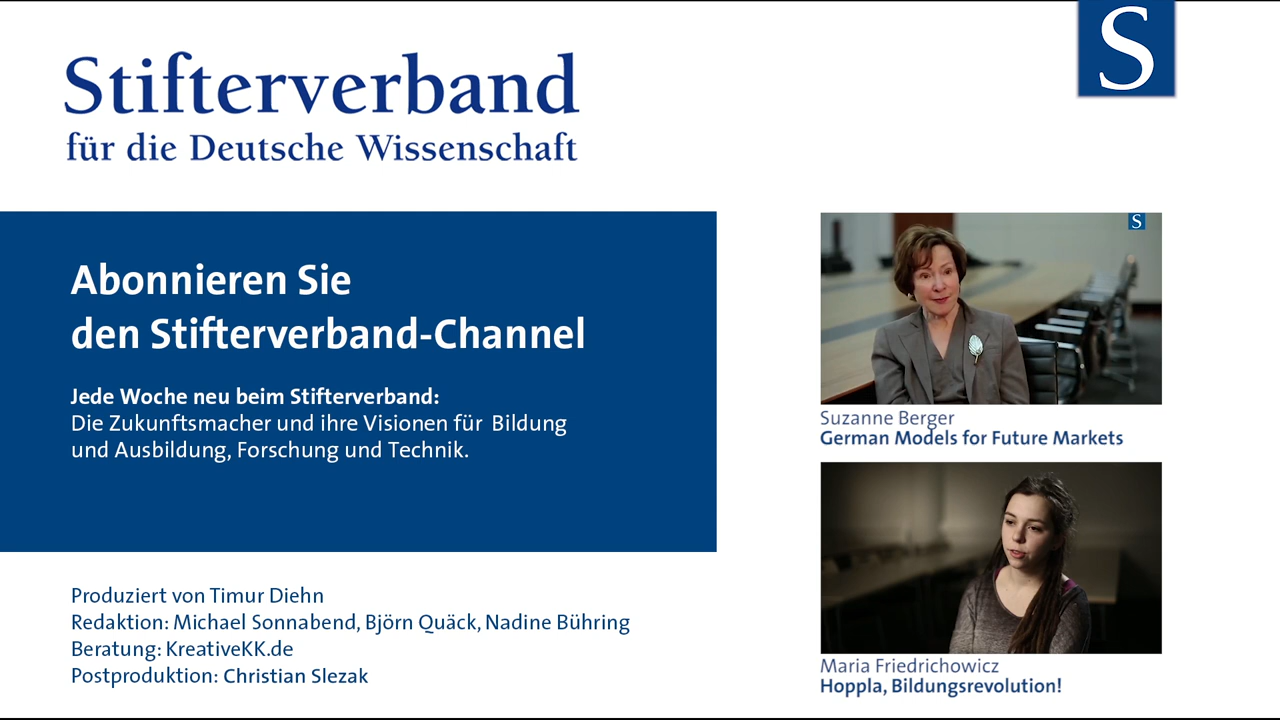 S
Stifterverband
für die Deutsche Wissenschaft
Abonnieren Sie
den Stifterverband-Channel
Jede Woche neu beim Stifterverband:
Die Zukunftsmacher und ihre Visionen für Bildung
und Ausbildung, Forschung und Technik.
S
Suzanne Berger
German Models for Future Markets
Maria Friedrichowicz
Hoppla, Bildungsrevolution!
Produziert von Timur Diehn
Redaktion: Michael Sonnabend, Björn Quäck, Nadine Bühring
Beratung: KreativeKK.de
Postproduktion: Christian Slezak